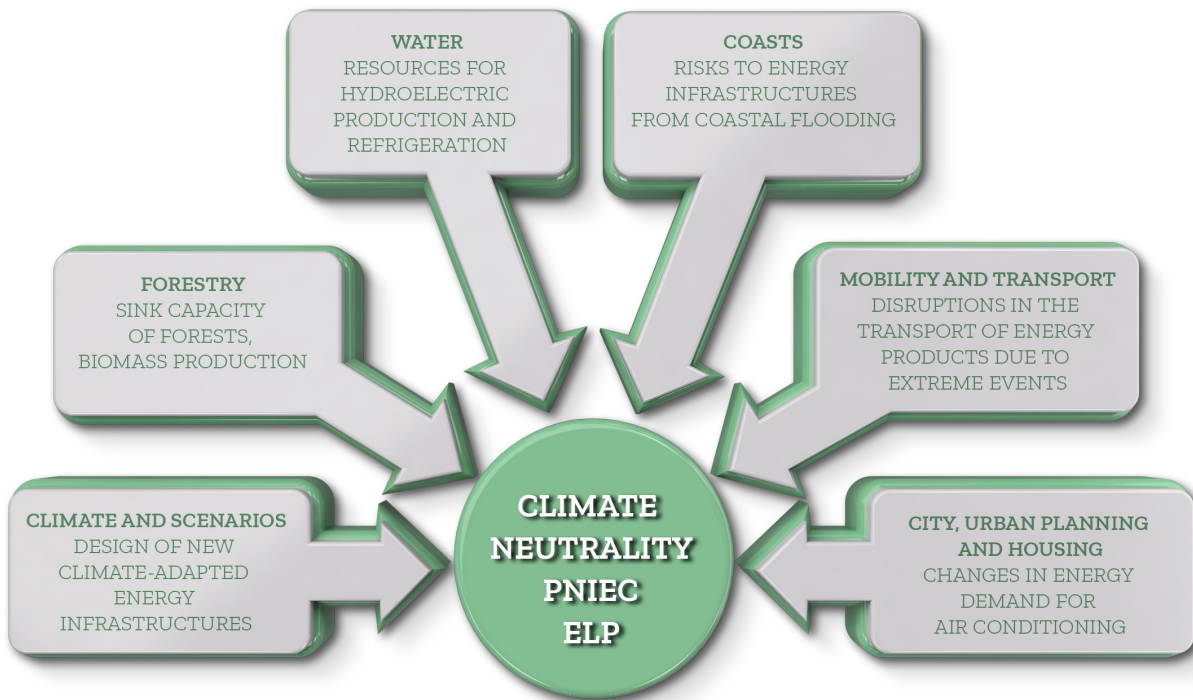 WATER
RESOURCES FOR
HYDROELECTRIC
PRODUCTION AND
REFRIGERATION
COASTS
RISKS TO ENERGY
INFRASTRUCTURES
FROM COASTAL FLOODING
FORESTRY
SINK CAPACITY
OF FORESTS,
BIOMASS PRODUCTION
MOBILITY AND TRANSPORT
DISRUPTIONS IN THE
TRANSPORT OF ENERGY
PRODUCTS DUE TO
EXTREME EVENTS
CLIMATE AND SCENARIOS
DESIGN OF NEW
CLIMATE-ADAPTED
ENERGY
INFRASTRUCTURES
CLIMATE
NEUTRALITY
PNIEC
ELP
CITY, URBAN PLANNING
AND HOUSING
CHANGES IN ENERGY
DEMAND FOR
AIR CONDITIONING